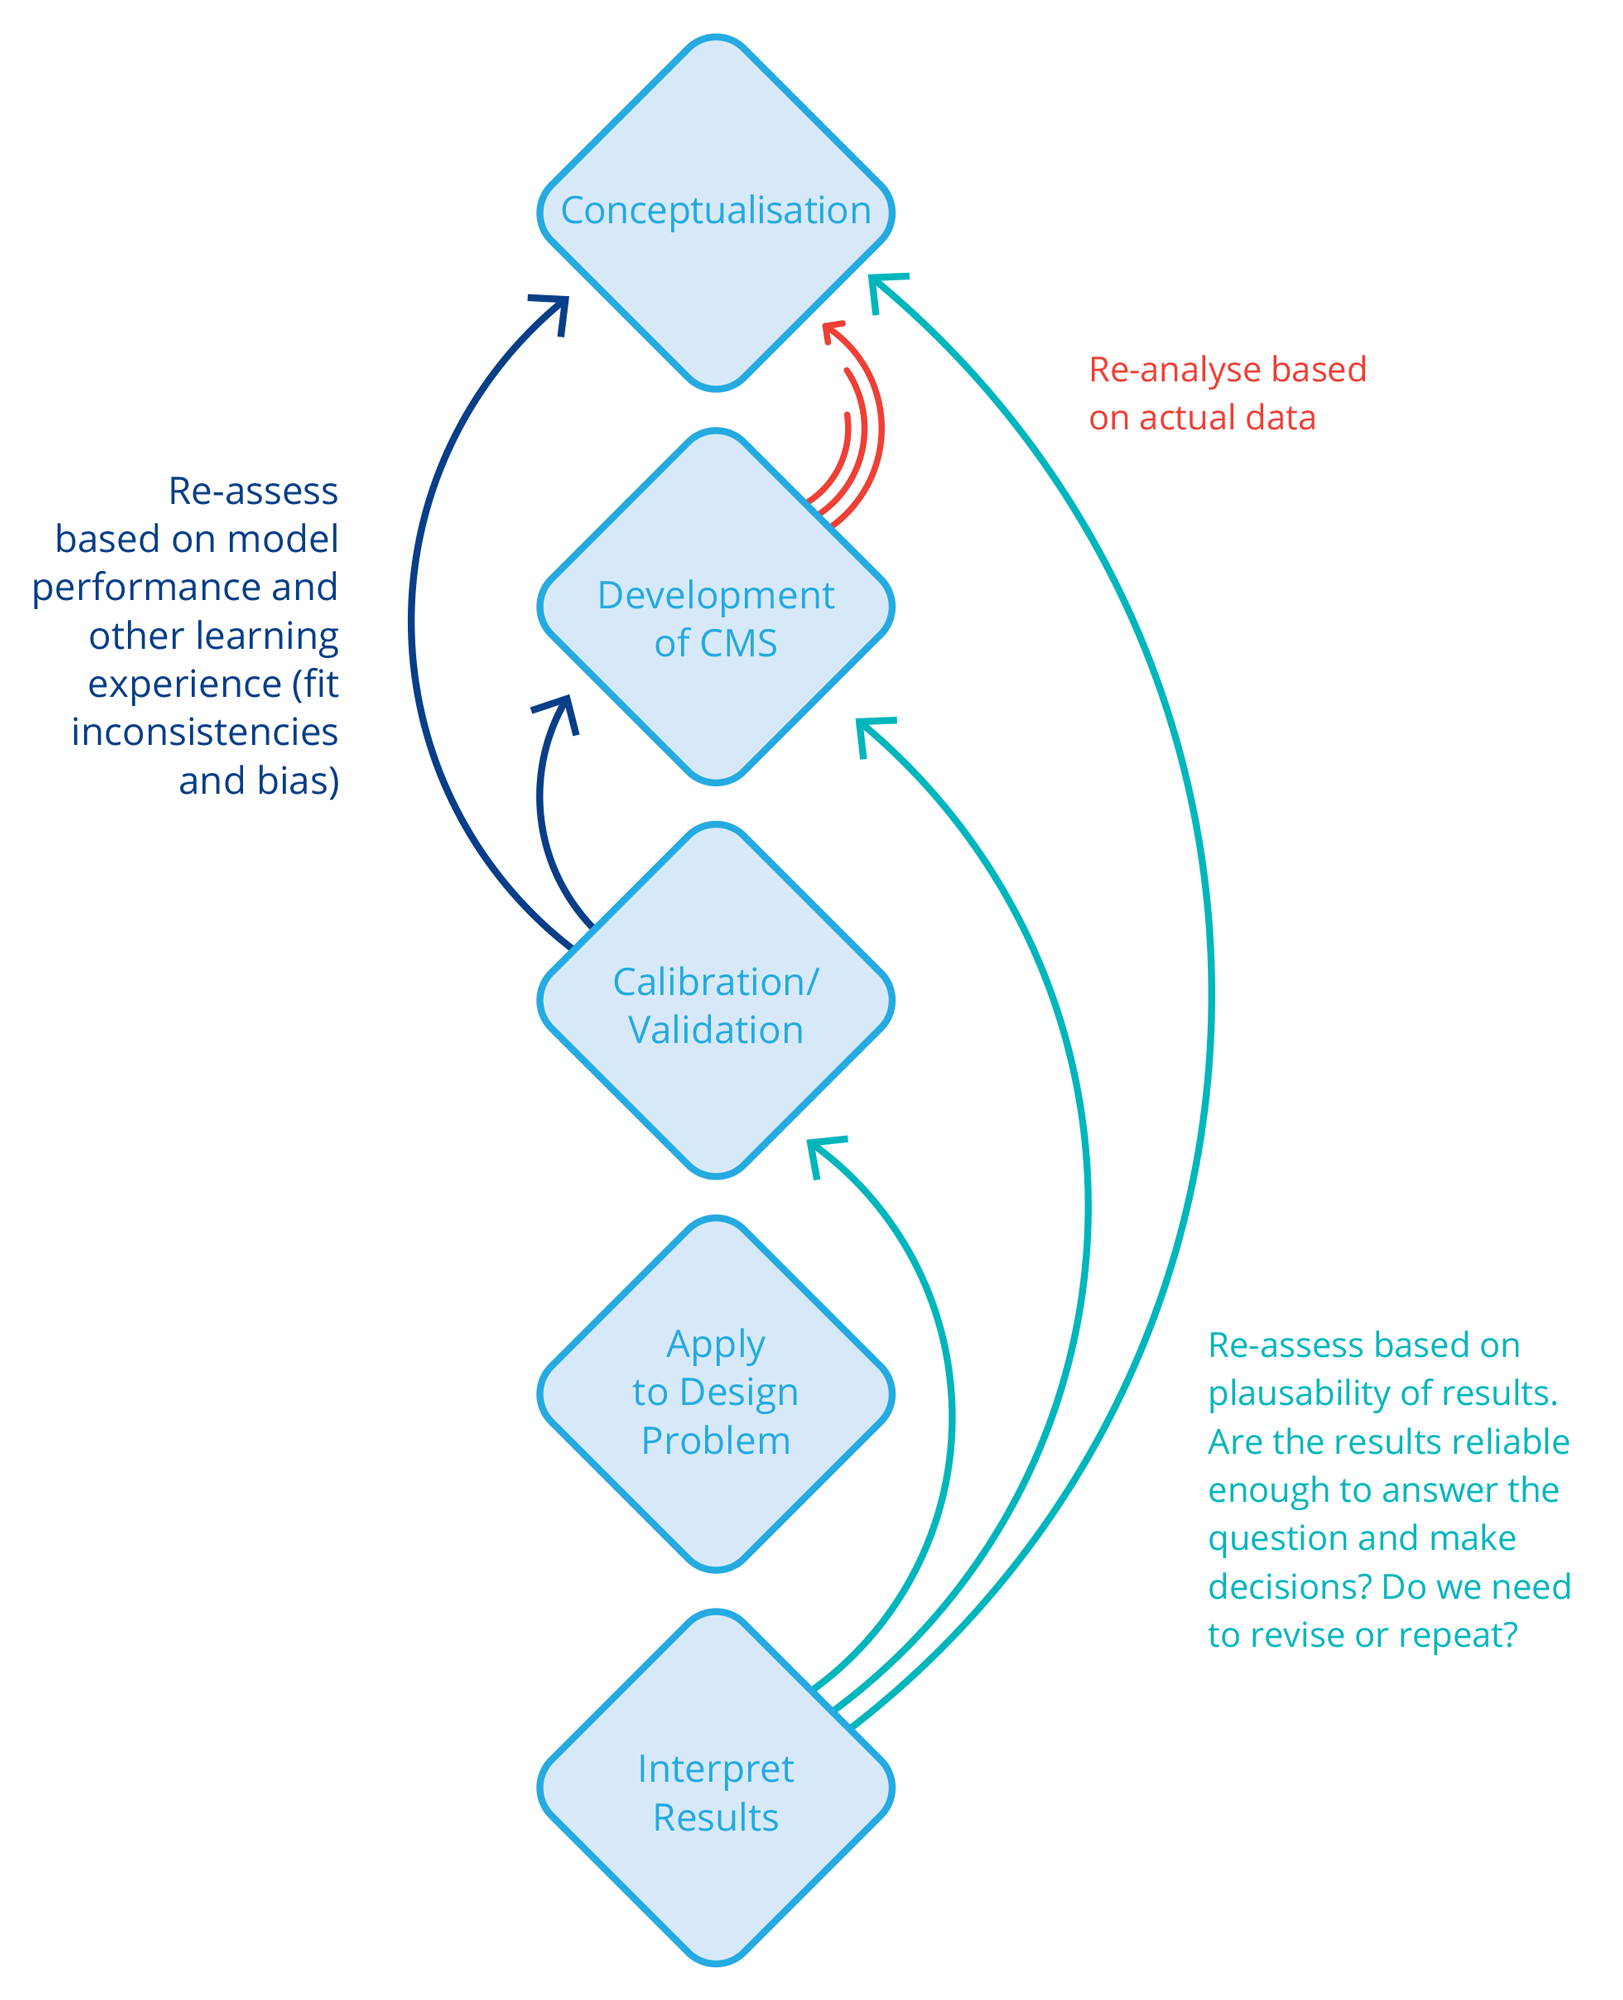 Conceptualisation
Re-analyse based
on actual data
Re-assess
based on model
performance and
other learning
experience (fit
inconsistencies
and bias)
Development
of CMS
Calibration/
Validation
Apply
to Design
Problem
Re-assess based on
plausability of results.
Are the results reliable
enough to answer the
question and make
decisions? Do we need
to revise or repeat?
Interpret
Results